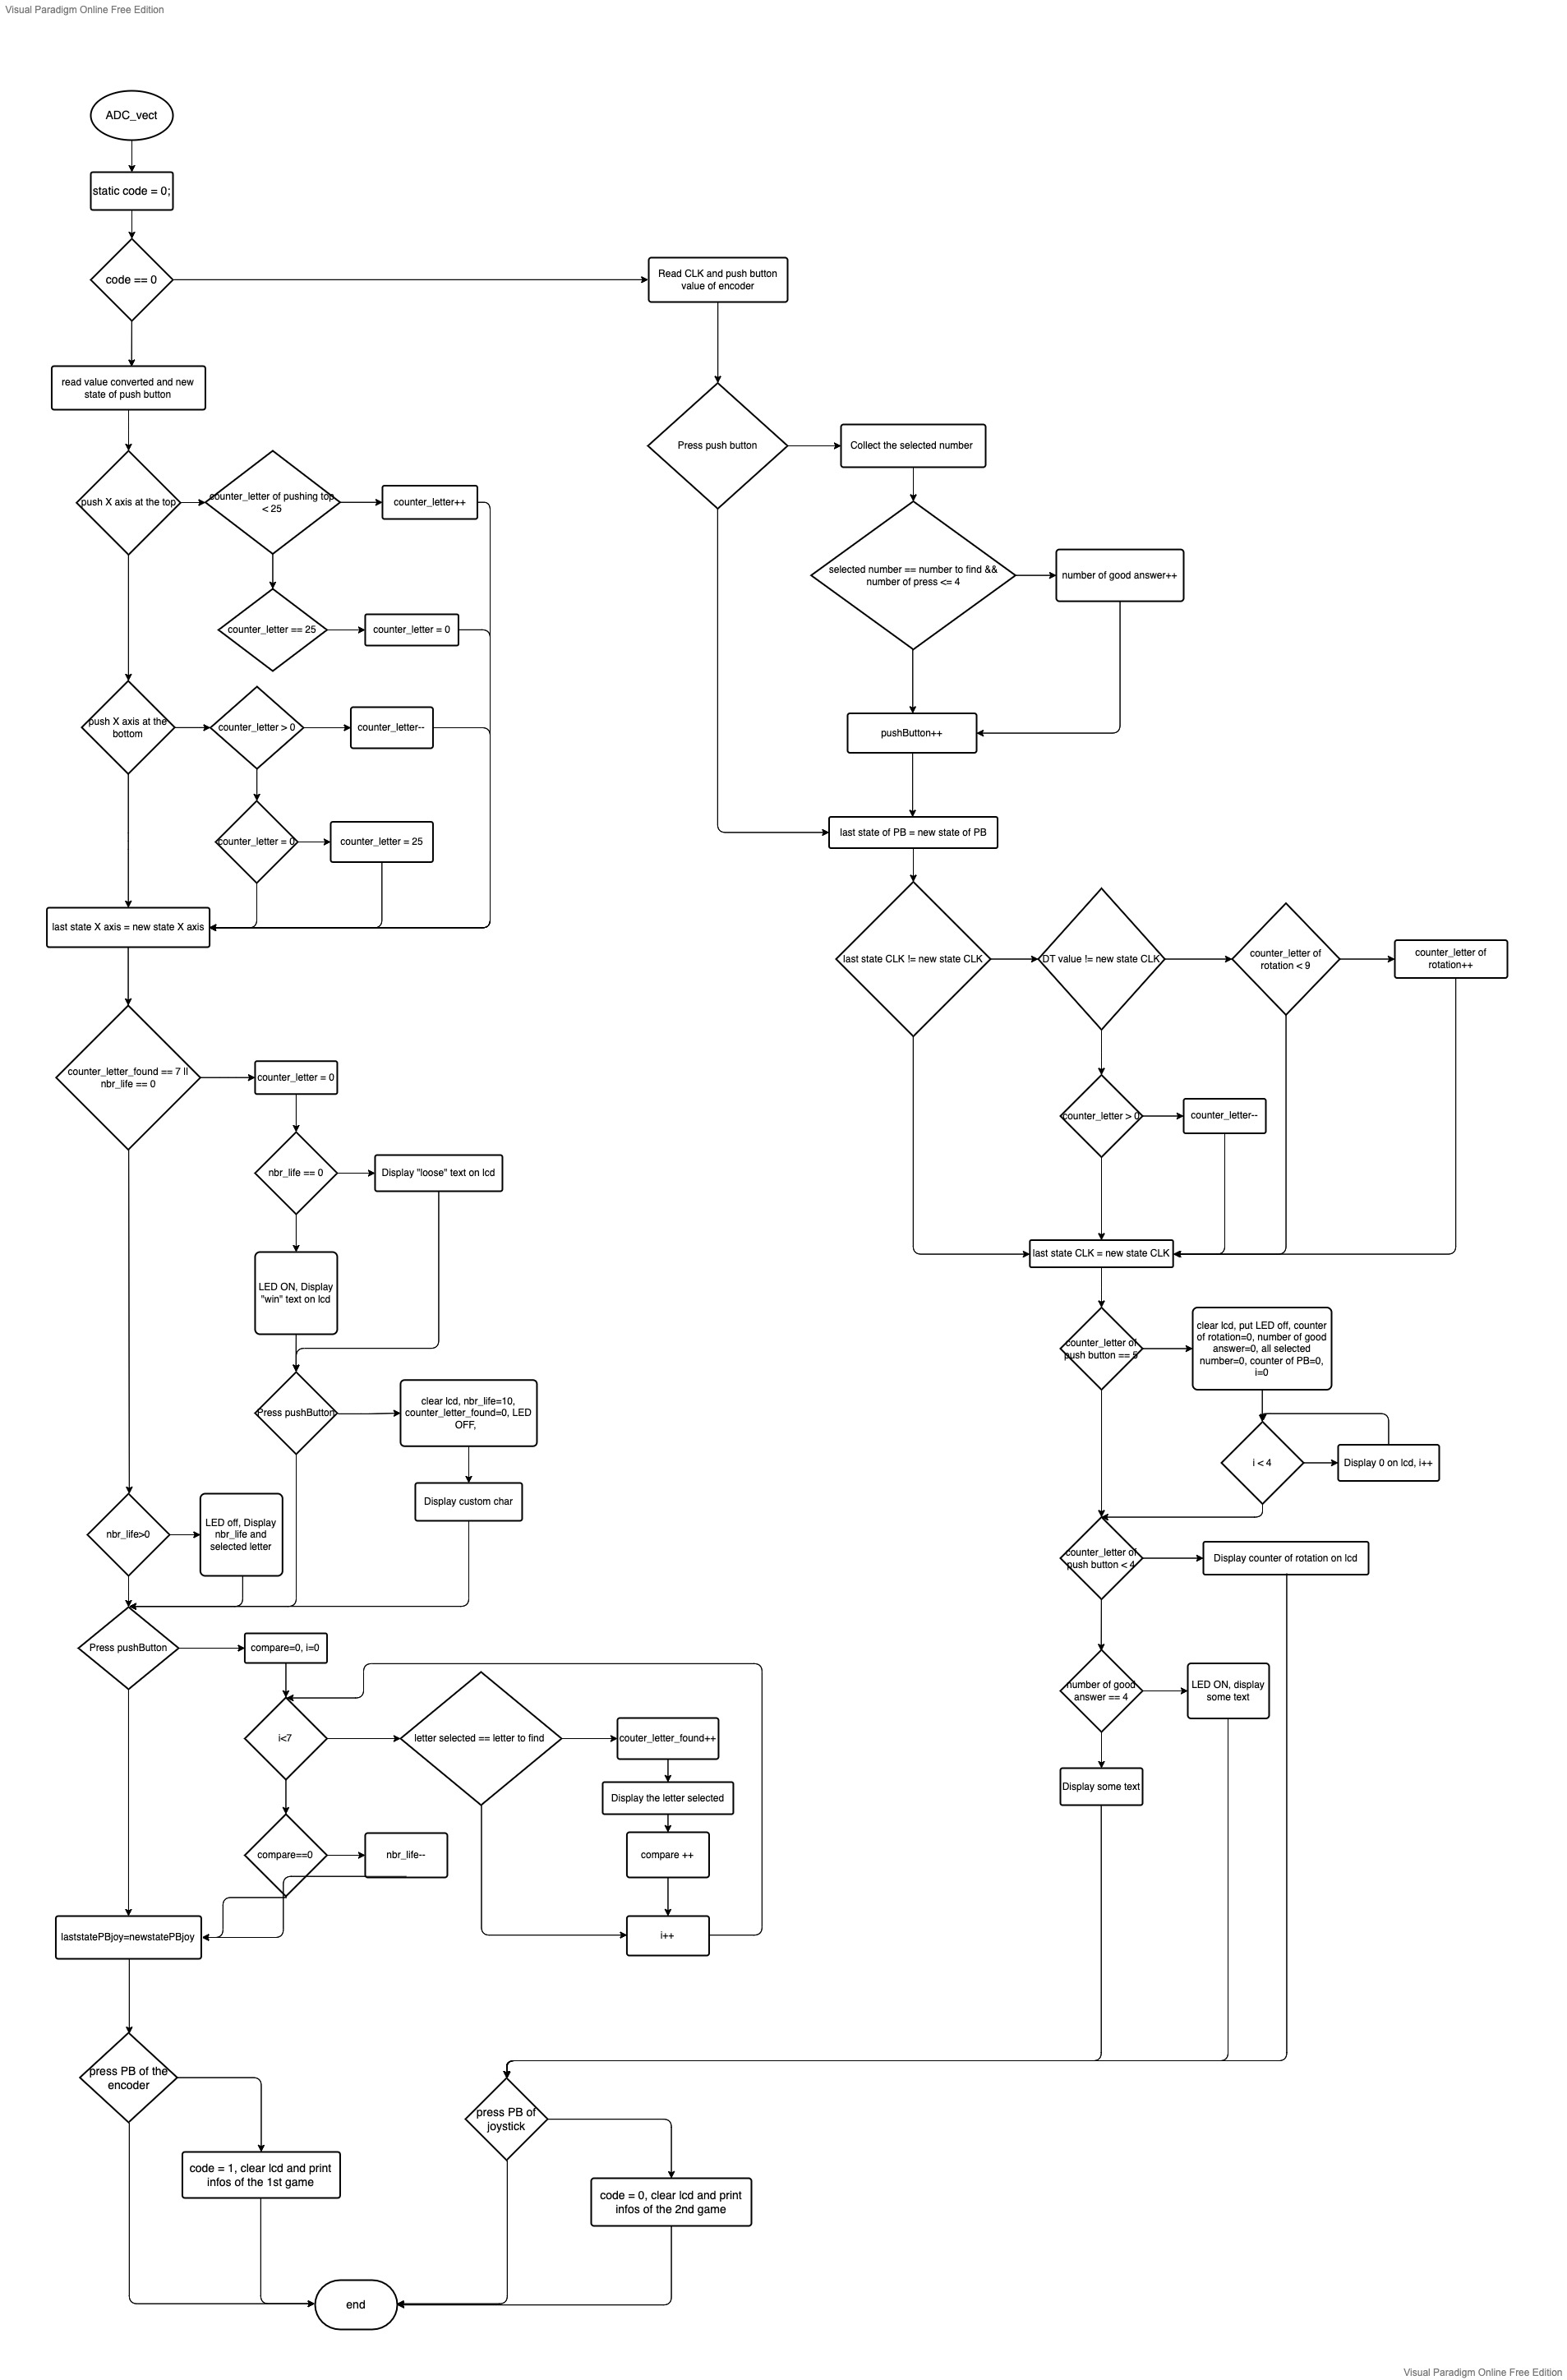 Visual Paradigm Online Free Edition
ADC_vect
static code = 0;
code == 0
read value converted and new
state of push button
push X axis at the top
counter_letter of pushing top
< 25
counter_letter++
counter_letter == 25
counter_letter = 0
push X axis at the
bottom
counter_letter > 0
counter_letter--
counter_letter = 0
counter_letter = 25
last state X axis = new state X axis
counter_letter_found == 7 ll
nbr_life == 0
counter_letter = 0
nbr_life == 0
Display "loose" text on lcd
LED ON, Display
"win" text on lcd
Press pushButton
clear lcd, nbr_life=10,
counter_letter_found=0, LED
OFF,
Display custom char
nbr_life>0
LED off, Display
nbr_life and
selected letter
Press pushButton
compare=0, i=0
i<7
letter selected == letter to find
couter_letter_found++
Display the letter selected
compare ++
i++
compare==0
nbr_life--
laststatePBjoy=newstatePBjoy
press PB of the
encoder
code = 1, clear lcd and print
infos of the 1st game
Read CLK and push button
value of encoder
Press push button
Collect the selected number
selected number == number to find &&
number of press <= 4
number of good answer++
pushButton++
last state of PB = new state of PB
last state CLK != new state CLK
DT value != new state CLK
counter_letter of
rotation < 9
counter_letter of
rotation++
counter_letter > 0
counter_letter--
last state CLK = new state CLK
counter_letter of
push button == 5
clear lcd, put LED off, counter
of rotation=0, number of good
answer=0, all selected
number=0, counter of PB=0,
i=0
i < 4
Display 0 on lcd, i++
counter_letter of
push button < 4
Display counter of rotation on lcd
number of good
answer == 4
LED ON, display
some text
Display some text
press PB of
joystick
code = 0, clear lcd and print
infos of the 2nd game
end
Visual Paradigm Online Free Edition